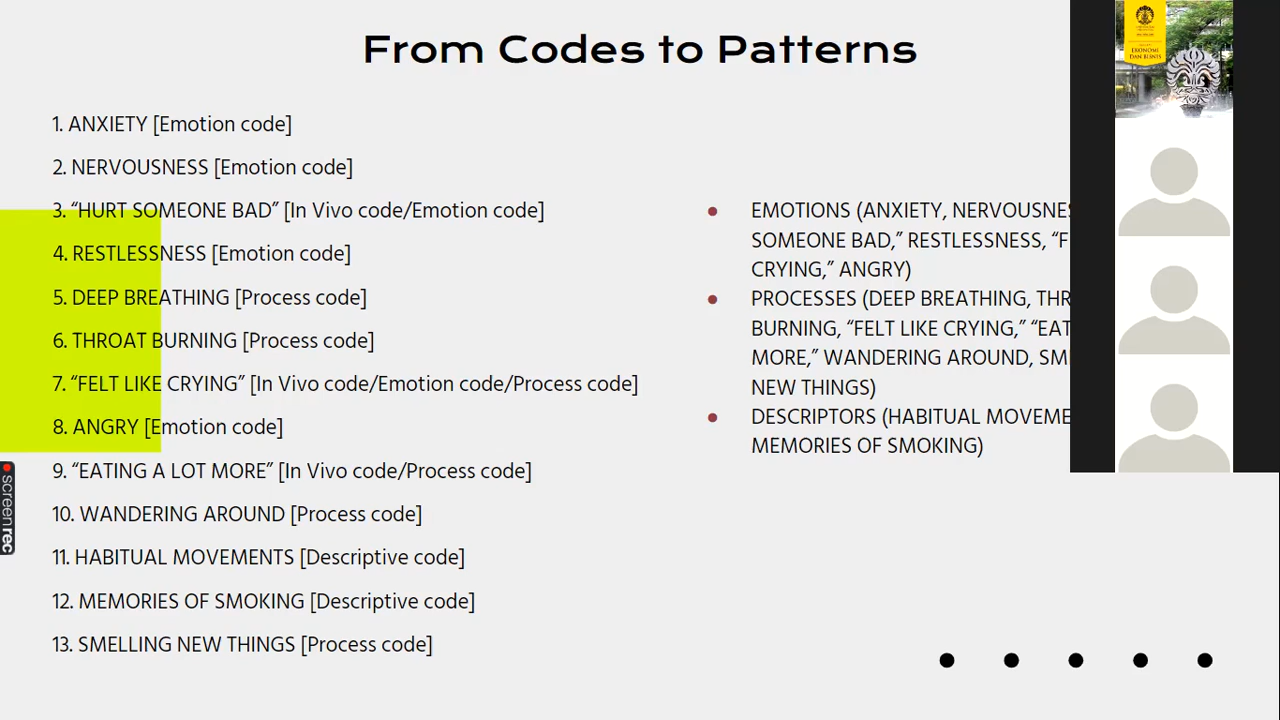 From Codes to Patterns
1. ANXIETY [Emotion code]
2. NERVOUSNESS [Emotion code]
3. “HURT SOMEONE BAD” [In Vivo code/Emotion code]
4. RESTLESSNESS [Emotion code]
5. DEEP BREATHING [Process code]
6. THROAT BURNING [Process code]
7. “FELT LIKE CRYING” [In Vivo code/Emotion code/Process code]
8. ANGRY [Emotion code]
9. “EATING A LOT MORE” [In Vivo code/Process code]
10. WANDERING AROUND [Process code]
11. HABITUAL MOVEMENTS [Descriptive code]
12. MEMORIES OF SMOKING [Descriptive code]
13. SMELLING NEW THINGS [Process code]
EMOTIONS (ANXIETY, NERVOUSNES
SOMEONE BAD,” RESTLESSNESS, “F
CRYING,” ANGRY)
PROCESSES (DEEP BREATHING, THR
BURNING, “FELT LIKE CRYING,” “EAT
MORE,” WANDERING AROUND, SM
NEW THINGS)
DESCRIPTORS (HABITUAL MOVEME
MEMORIES OF SMOKING)
EKONOMI
DAN BISNIS
screenrec